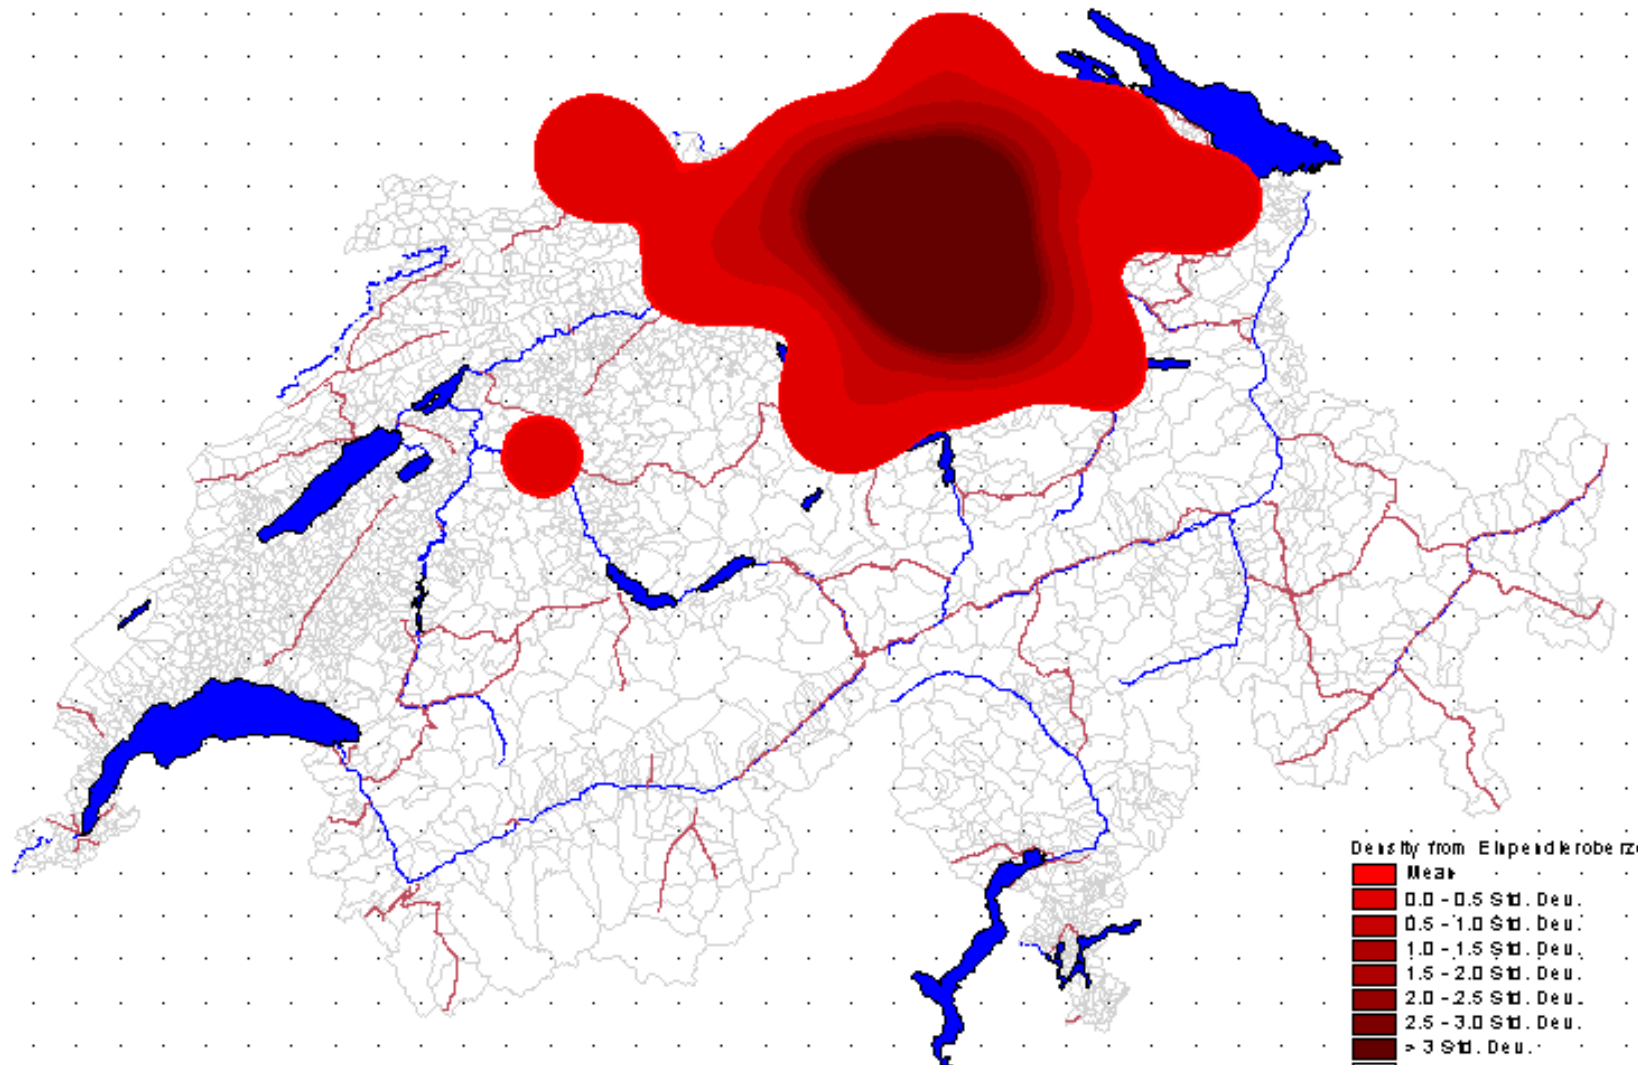 Density from
Mean
0.0 - 0.5 Std. Dev.
0.5 - 1.0 Std. Dev.
1.0 - 1.5 Std. Dev.
1.5 - 2.0 Std. Dev.
2.0 - 2.5 Std. Dev.
2.5 - 3.0 Std. Dev.
> 3 Std. Dev.